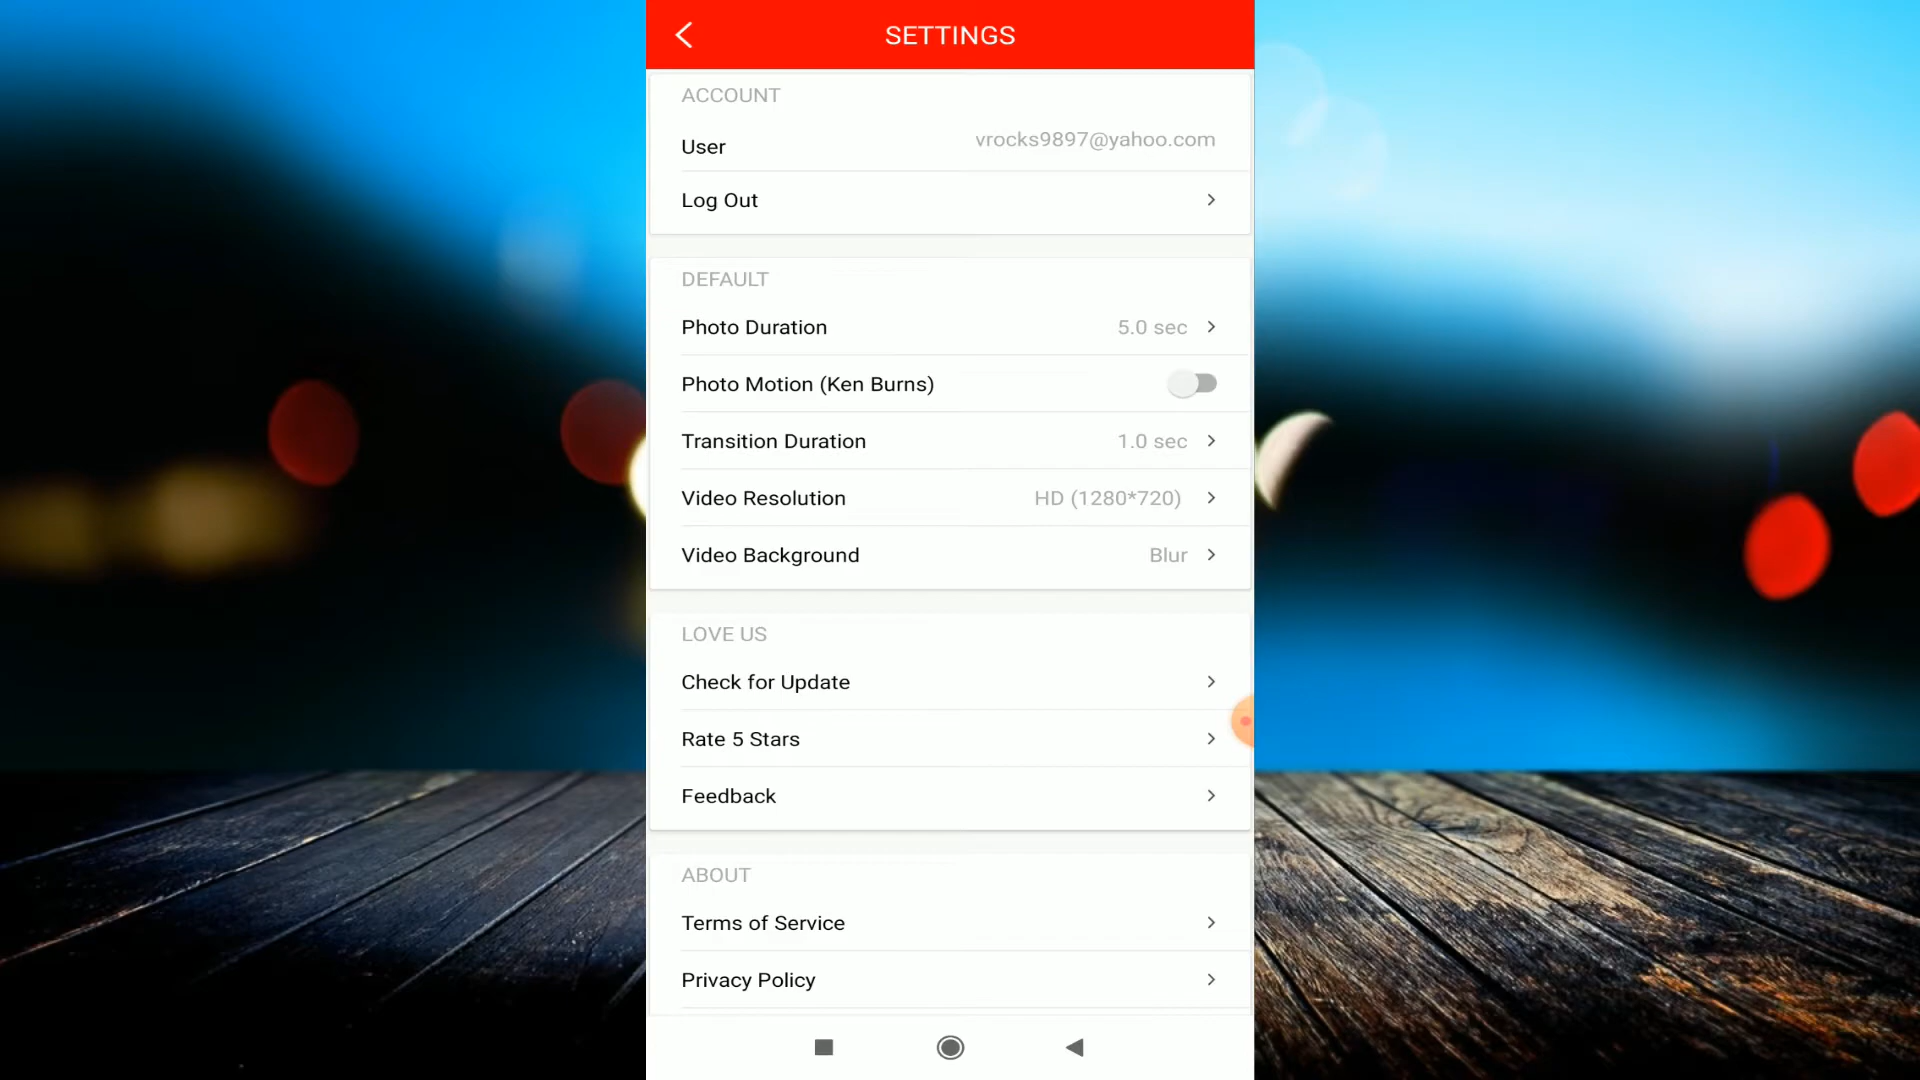 SETTINGS
ACCOUNT
User vrocks9897@yahoo.com
Log Out
DEFAULT
Photo Duration 5.0 sec
Photo Motion (Ken Burns)
Transition Duration 1.0 sec
Video Resolution HD (1280*720)
Video Background Blur
LOVE US
Check for Update
Rate 5 Stars
Feedback
ABOUT
Terms of Service
Privacy Policy